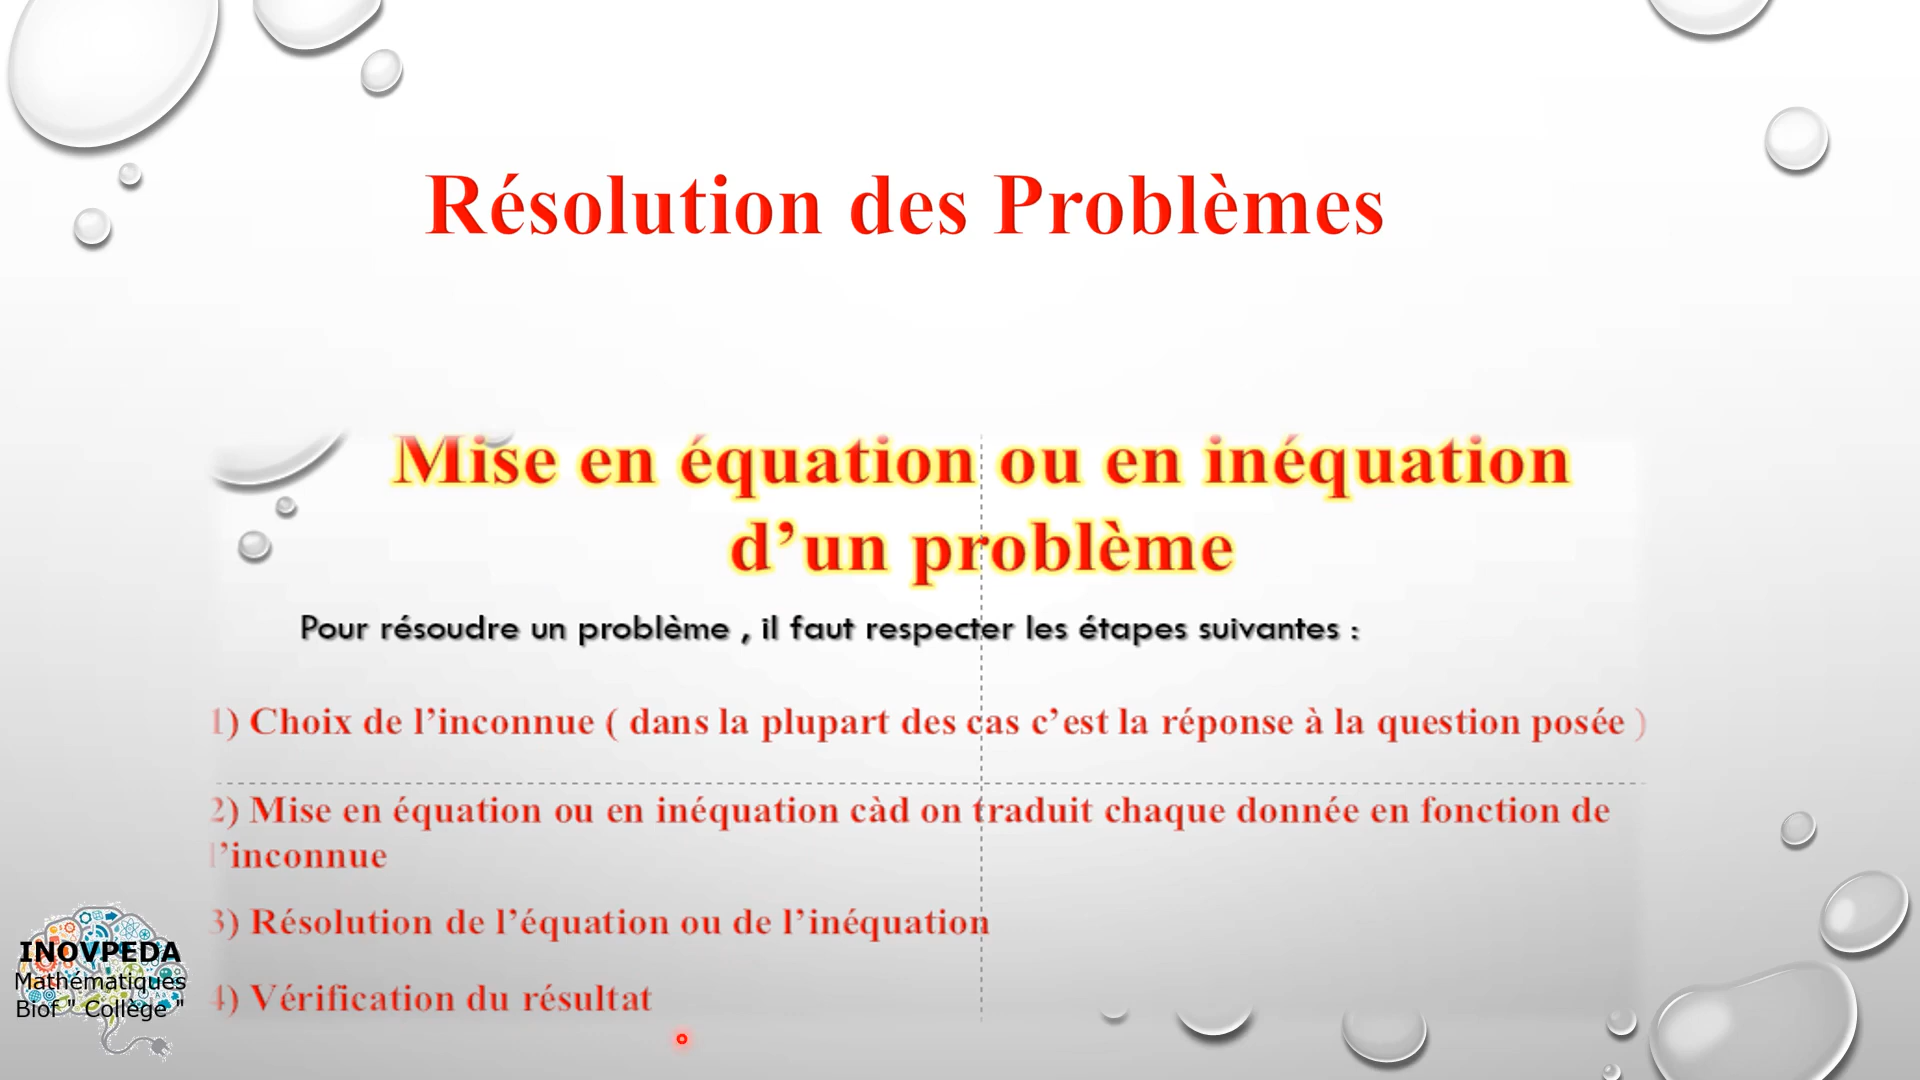 Résolution des Problèmes
Mise en équation ou en inéquation
d’un problème
Pour résoudre un problème , il faut respecter les étapes suivantes :
1) Choix de l’inconnue ( dans la plupart des cas c’est la réponse à la question posée )
2) Mise en équation ou en inéquation càd on traduit chaque donnée en fonction de
l’inconnue
3) Résolution de l’équation ou de l’inéquation
4) Vérification du résultat
INOVPEDA
Mathématiques
Biof " Collège "